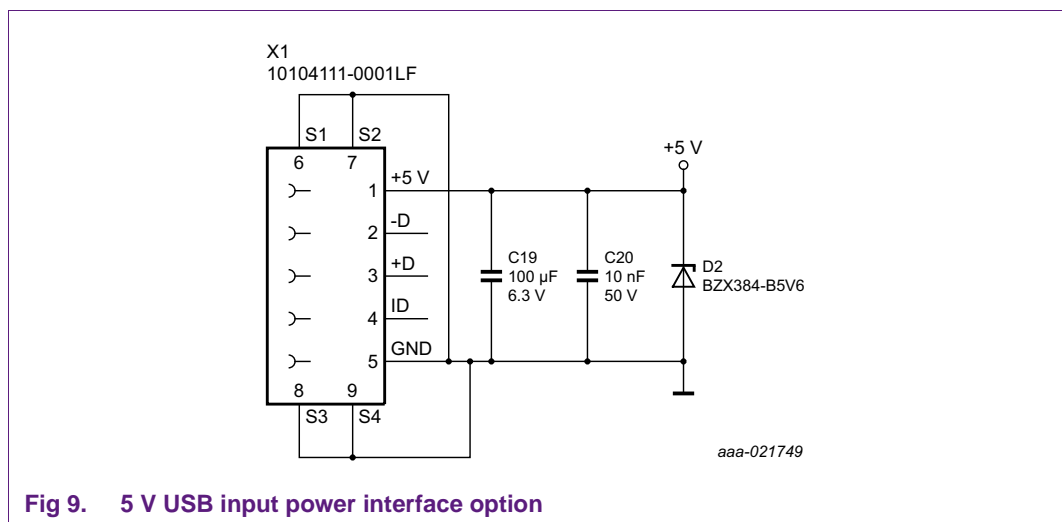 X1
10104111-0001LF
S1 S2
6 7
+5 V
1 +5 V
2 -D
3 +D
4 ID
5 GND
C19
100 µF
6.3 V
C20
10 nF
50 V
D2
BZX384-B5V6
8 9
S3 S4
aaa-021749
Fig 9. 5 V USB input power interface option